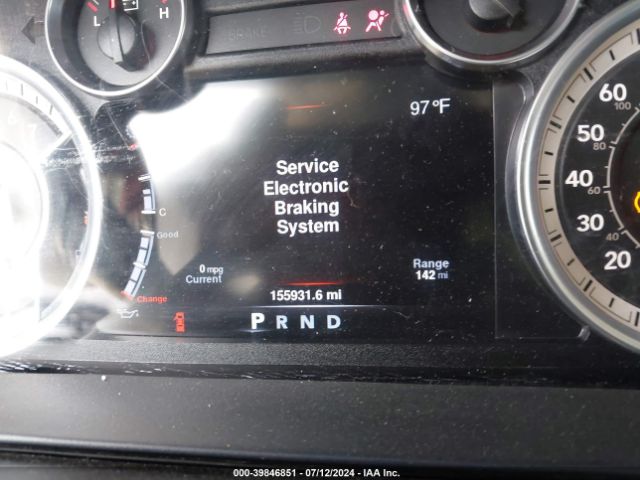 L H
BRAKE
97°F
Service
Electronic
Braking
System
C
Good
0 mpg
Current
Range
142 mi
Change
155931.6 mi
P R N D
60
100
50
80
40
60
30
40
20
000-39846851 - 07/12/2024 - IAA Inc.